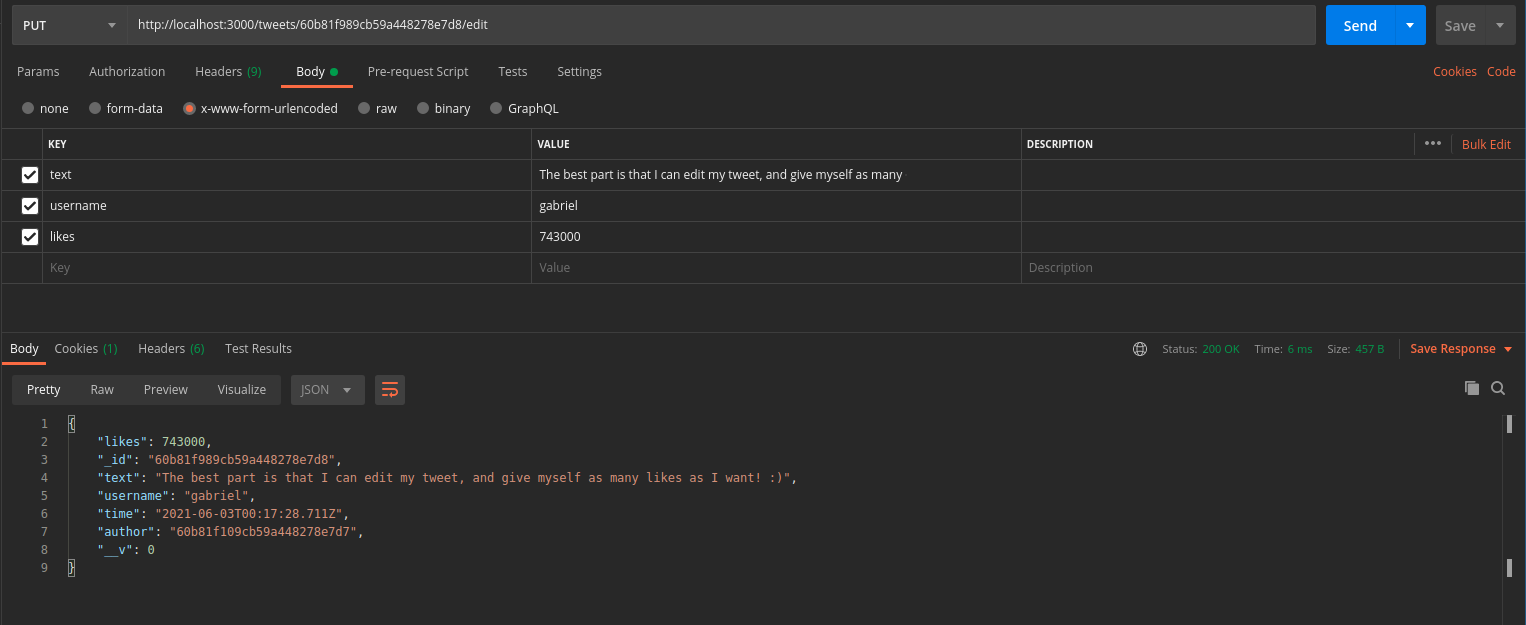 PUT http://localhost:3000/tweets/60b81f989cb59a448278e7d8/edit Send Save
Params Authorization Headers (9) Body Pre-request Script Tests Settings Cookies Code
none form-data x-www-form-urlencoded raw binary GraphQL
KEY VALUE DESCRIPTION ••• Bulk Edit
text The best part is that I can edit my tweet, and give myself as many
username gabriel
likes 743000
Key Value Description
Body Cookies (1) Headers (6) Test Results Status: 200 OK Time: 6 ms Size: 457 B Save Response
Pretty Raw Preview Visualize JSON
1 {
2 "likes": 743000,
3 "_id": "60b81f989cb59a448278e7d8",
4 "text": "The best part is that I can edit my tweet, and give myself as many likes as I want! :)",
5 "username": "gabriel",
6 "time": "2021-06-03T00:17:28.711Z",
7 "author": "60b81f109cb59a448278e7d7",
8 "__v": 0
9 }